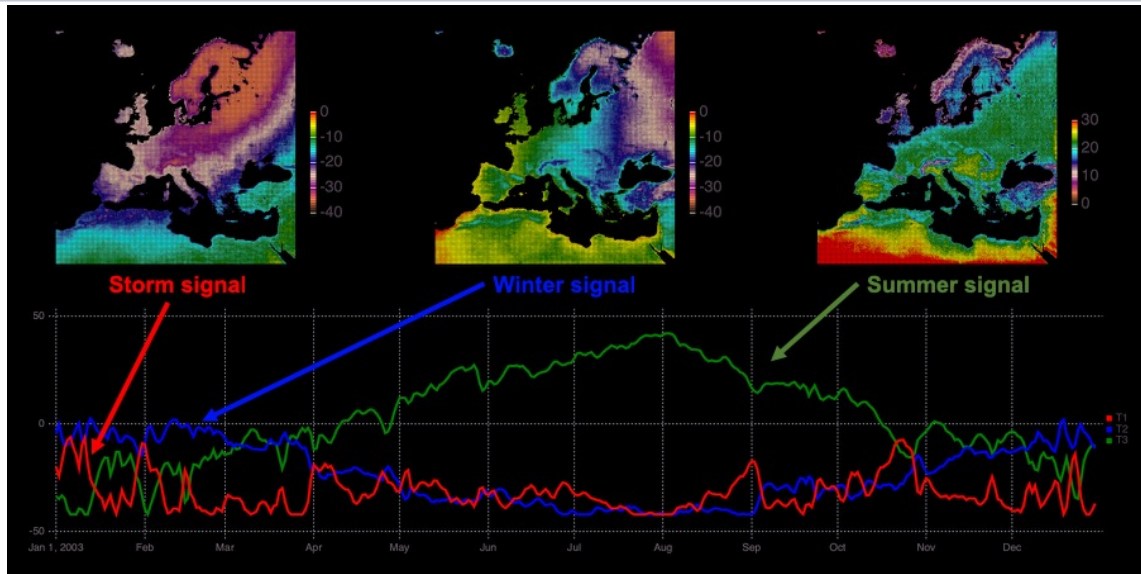 0
-10
-20
-30
-40
0
-10
-20
-30
-40
30
20
10
0
Storm signal
Winter signal
Summer signal
50
0
-50
T1
T2
T3
Jan 1, 2003 Feb Mar Apr May Jun Jul Aug Sep Oct Nov Dec